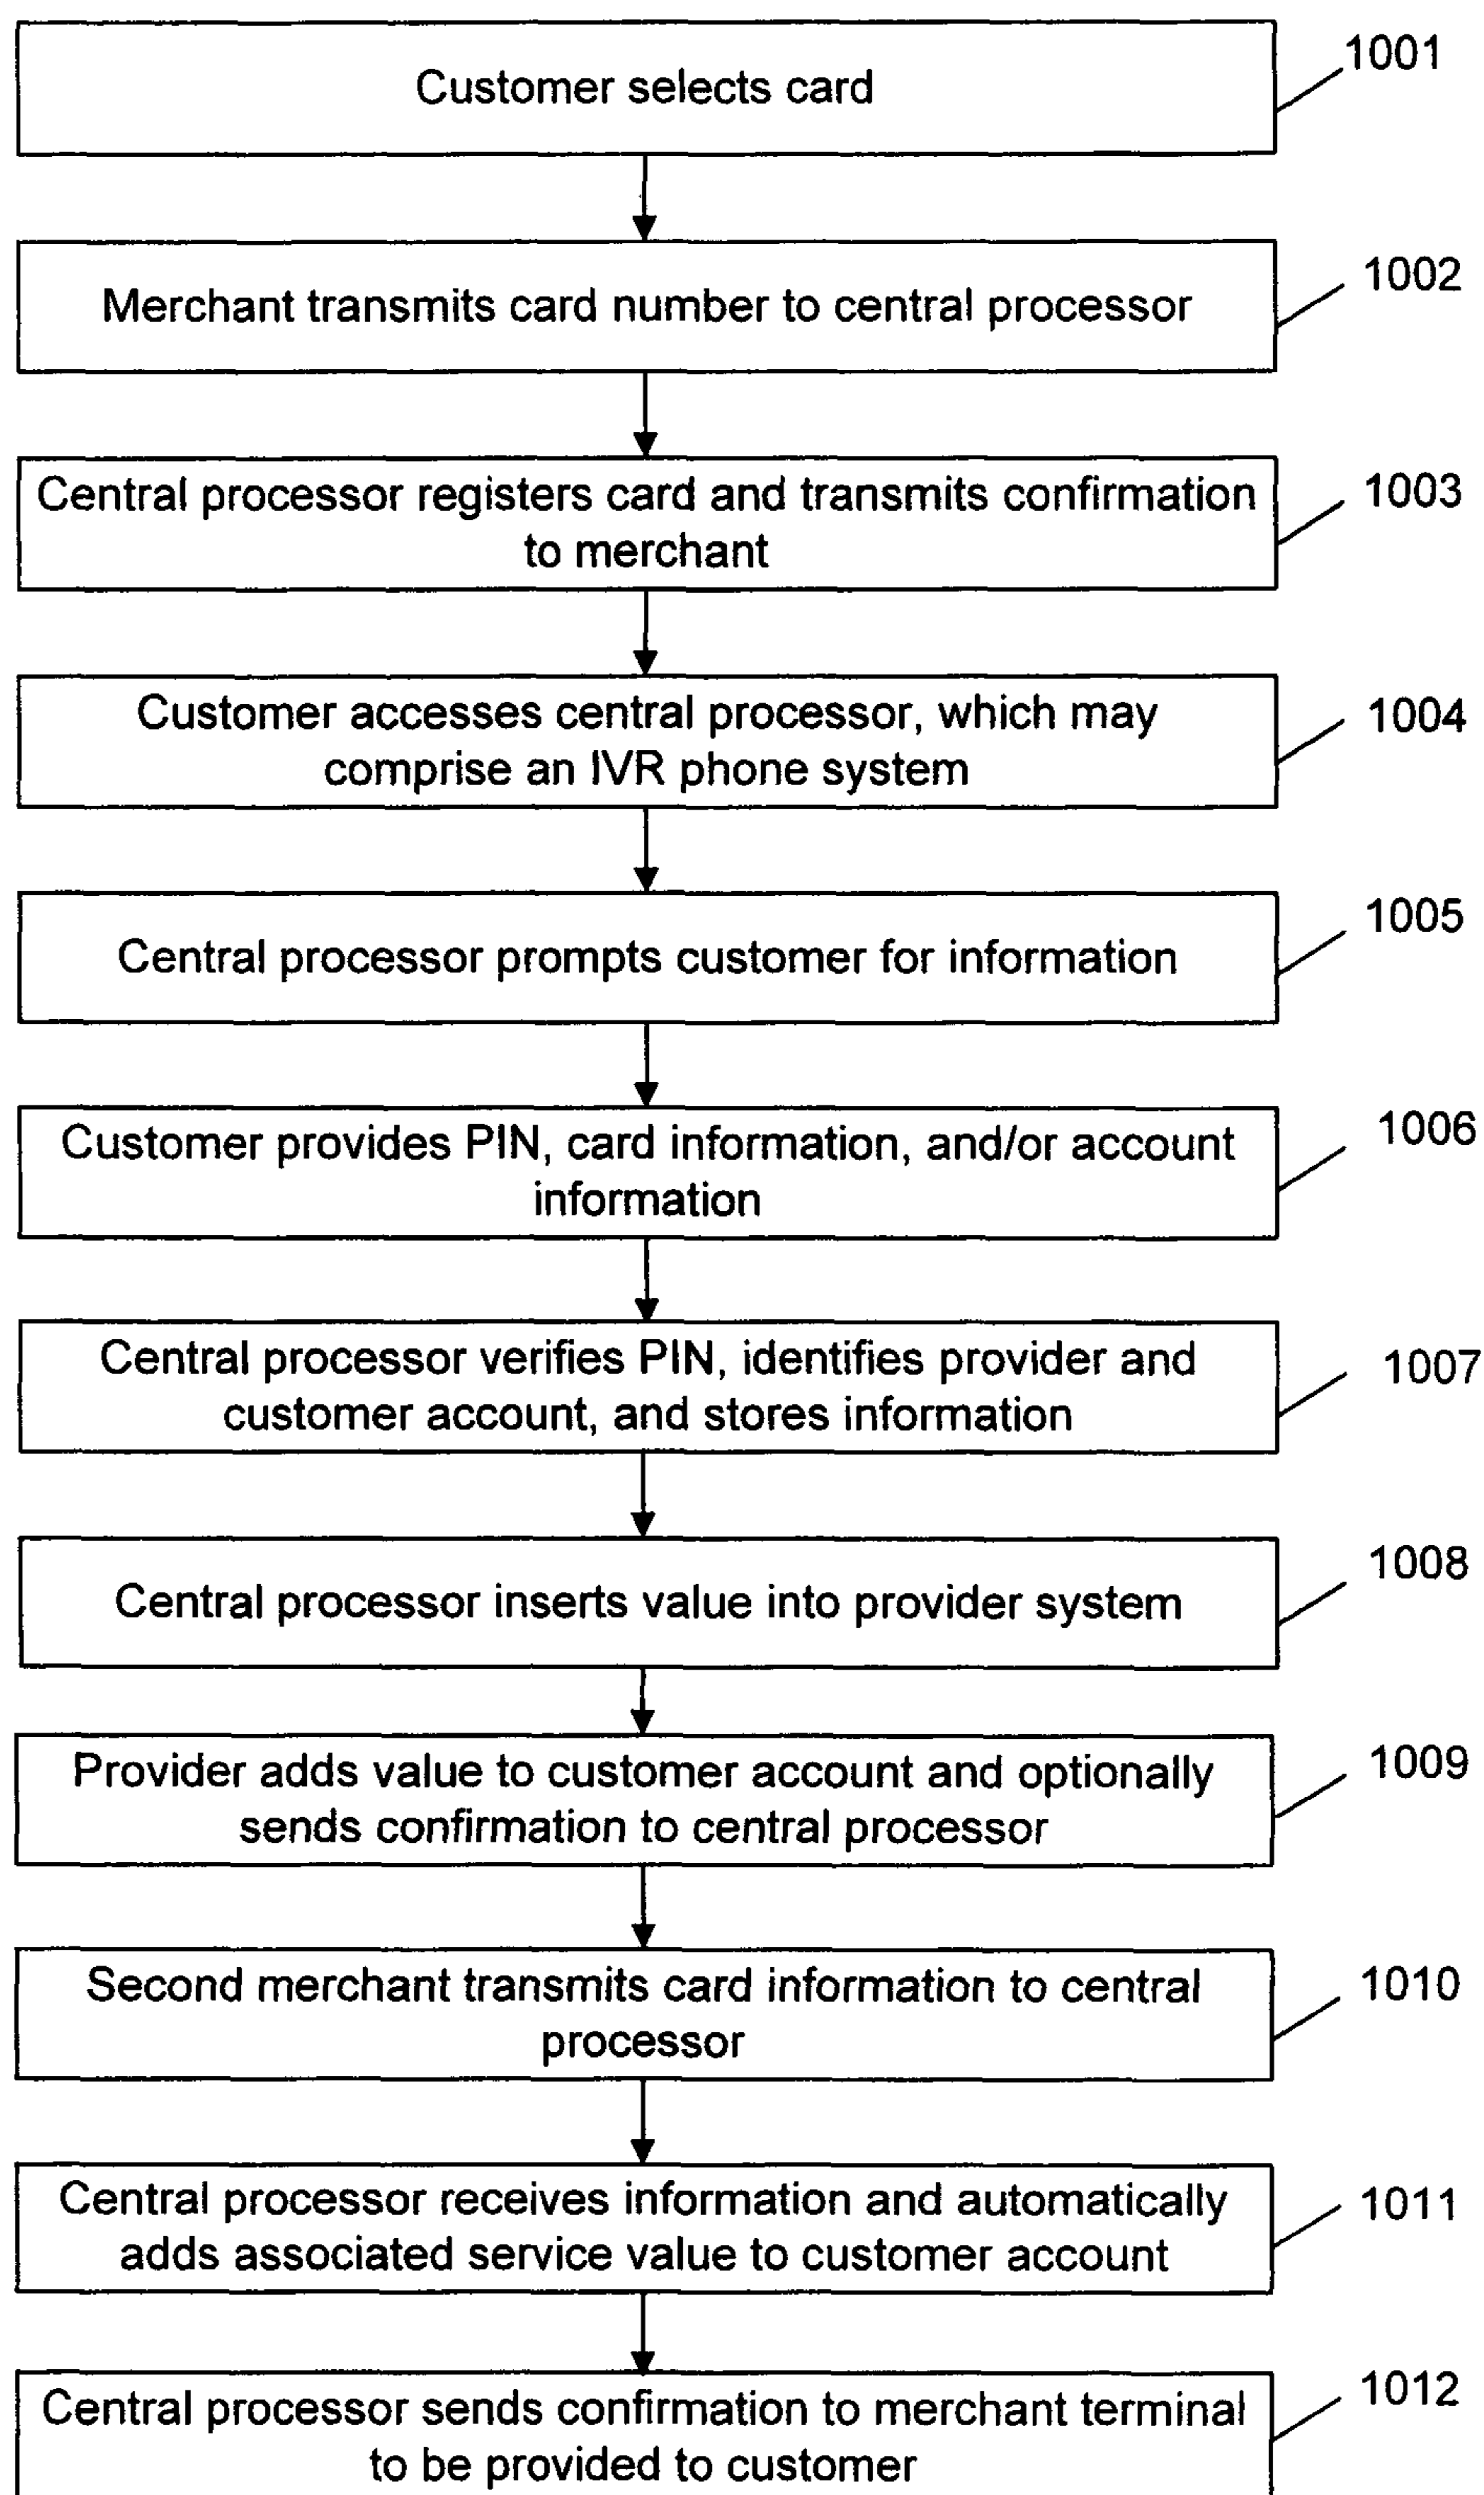 Customer selects card
1001
Merchant transmits card number to central processor
1002
Central processor registers card and transmits confirmation
to merchant
1003
Customer accesses central processor, which may
comprise an IVR phone system
1004
Central processor prompts customer for information
1005
Customer provides PIN, card information, and/or account
information
1006
Central processor verifies PIN, identifies provider and
customer account, and stores information
1007
Central processor inserts value into provider system
1008
Provider adds value to customer account and optionally
sends confirmation to central processor
1009
Second merchant transmits card information to central
processor
1010
Central processor receives information and automatically
adds associated service value to customer account
1011
Central processor sends confirmation to merchant terminal
to be provided to customer
1012